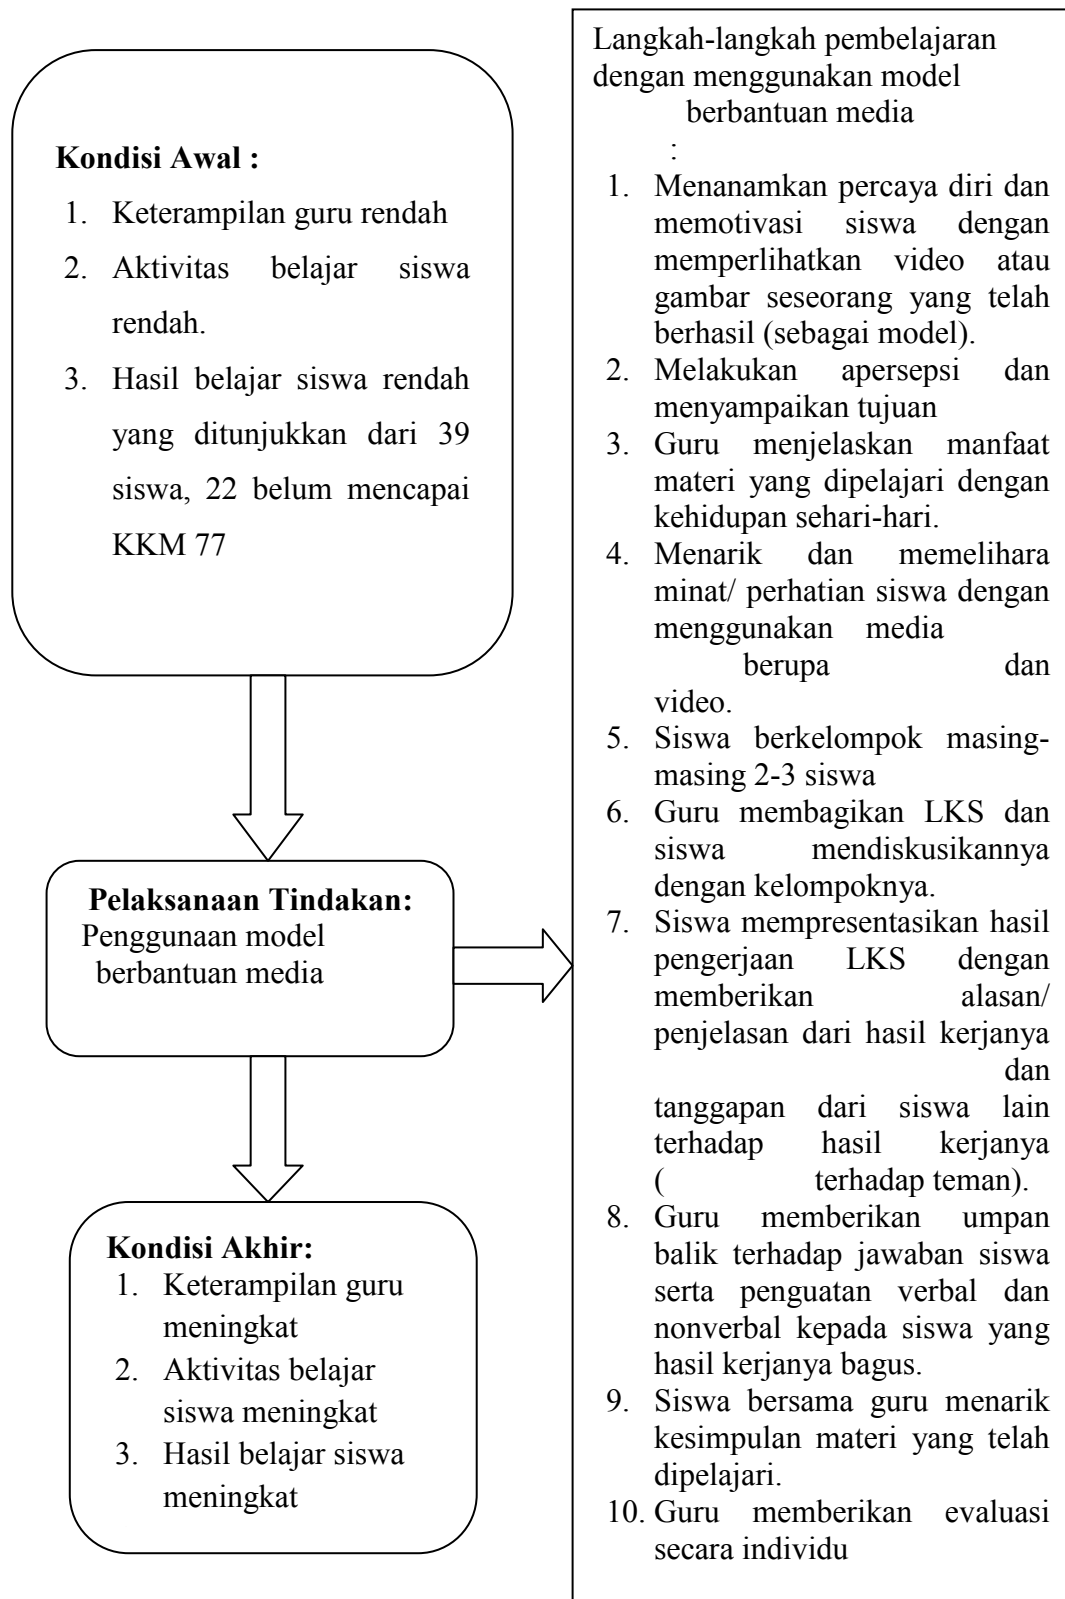 Kondisi Awal :
1. Keterampilan guru rendah
2. Aktivitas belajar siswa
rendah.
3. Hasil belajar siswa rendah
yang ditunjukkan dari 39
siswa, 22 belum mencapai
KKM 77
Pelaksanaan Tindakan:
Penggunaan model
berbantuan media
Kondisi Akhir:
1. Keterampilan guru
meningkat
2. Aktivitas belajar
siswa meningkat
3. Hasil belajar siswa
meningkat
Langkah-langkah pembelajaran
dengan menggunakan model
berbantuan media
:
1. Menanamkan percaya diri dan
memotivasi siswa dengan
memperlihatkan video atau
gambar seseorang yang telah
berhasil (sebagai model).
2. Melakukan apersepsi dan
menyampaikan tujuan
3. Guru menjelaskan manfaat
materi yang dipelajari dengan
kehidupan sehari-hari.
4. Menarik dan memelihara
minat/ perhatian siswa dengan
menggunakan media
berupa dan
video.
5. Siswa berkelompok masing-
masing 2-3 siswa
6. Guru membagikan LKS dan
siswa mendiskusikannya
dengan kelompoknya.
7. Siswa mempresentasikan hasil
pengerjaan LKS dengan
memberikan alasan/
penjelasan dari hasil kerjanya
dan
tanggapan dari siswa lain
terhadap hasil kerjanya
( terhadap teman).
8. Guru memberikan umpan
balik terhadap jawaban siswa
serta penguatan verbal dan
nonverbal kepada siswa yang
hasil kerjanya bagus.
9. Siswa bersama guru menarik
kesimpulan materi yang telah
dipelajari.
10. Guru memberikan evaluasi
secara individu